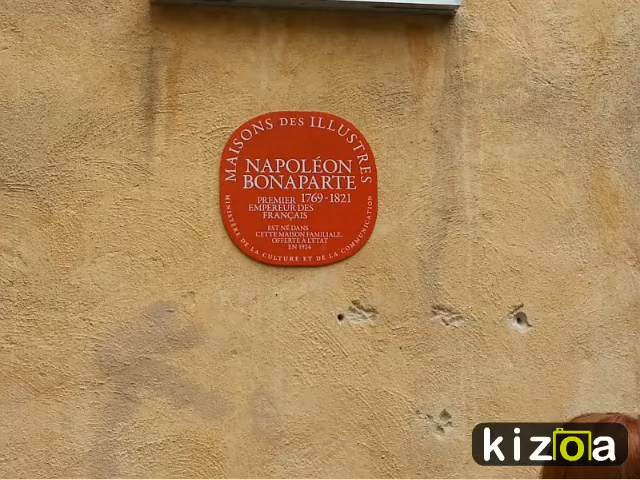 MAISONS DES ILLUSTRES
NAPOLÉON
BONAPARTE
1769-1821
PREMIER
EMPEREUR DES
FRANÇAIS
EST NÉ DANS
CETTE MAISON FAMILIALE.
OFFERTE À L'ÉTAT
EN 1924
MINISTÈRE DE LA CULTURE ET DE LA COMMUNICATION
kizoa